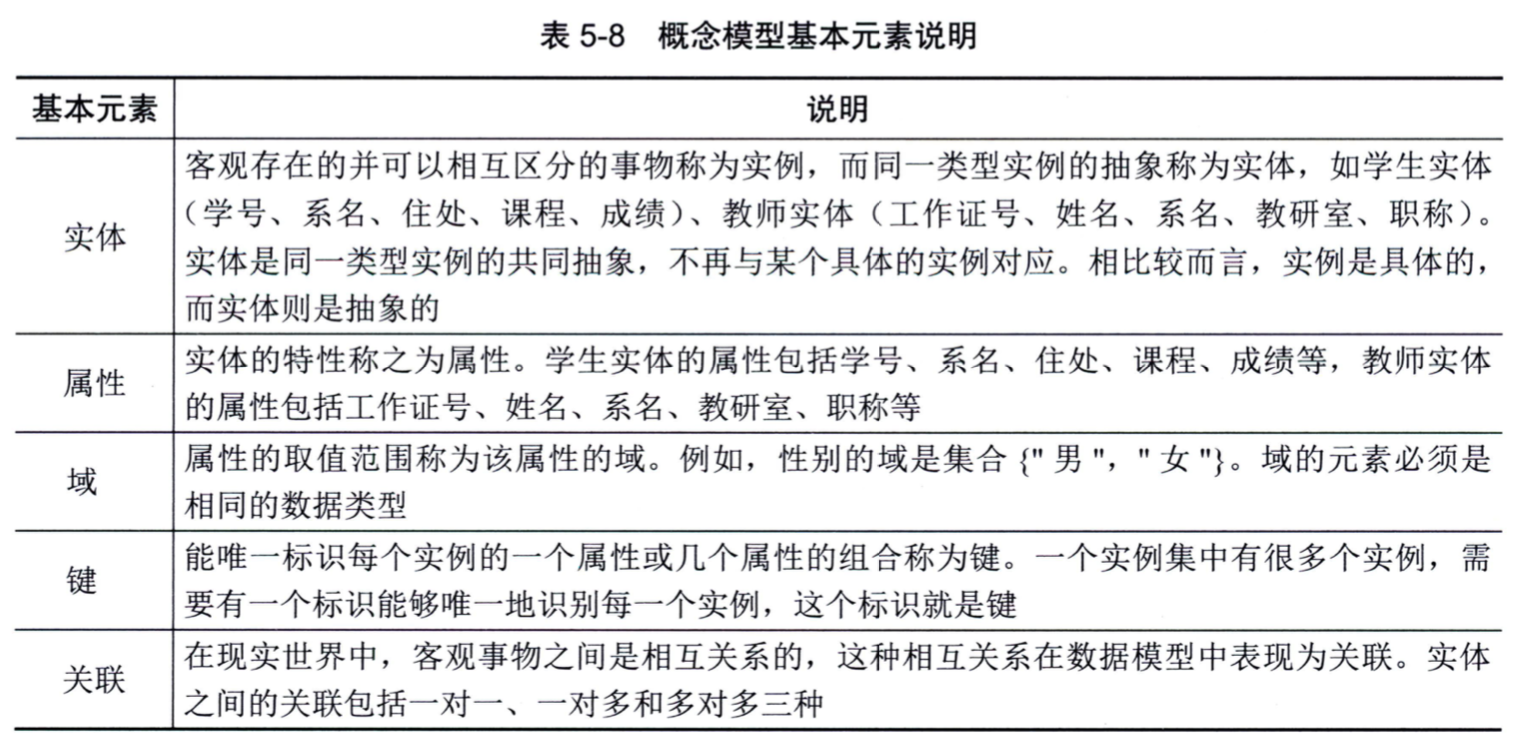 表 5-8 概念模型基本元素说明
基本元素
说明
实体
客观存在的并可以相互区分的事物称为实例，而同一类型实例的抽象称为实体，如学生实体
（学号、系名、住处、课程、成绩）、教师实体（工作证号、姓名、系名、教研室、职称）。
实体是同一类型实例的共同抽象，不再与某个具体的实例对应。相比较而言，实例是具体的，
而实体则是抽象的
属性
实体的特性称之为属性。学生实体的属性包括学号、系名、住处、课程、成绩等，教师实体
的属性包括工作证号、姓名、系名、教研室、职称等
域
属性的取值范围称为该属性的域。例如，性别的域是集合 {" 男 "，" 女 "}。域的元素必须是
相同的数据类型
键
能唯一标识每个实例的一个属性或几个属性的组合称为键。一个实例集中有很多个实例，需
要有一个标识能够唯一地识别每一个实例，这个标识就是键
关联
在现实世界中，客观事物之间是相互关系的，这种相互关系在数据模型中表现为关联。实体
之间的关联包括一对一、一对多和多对多三种